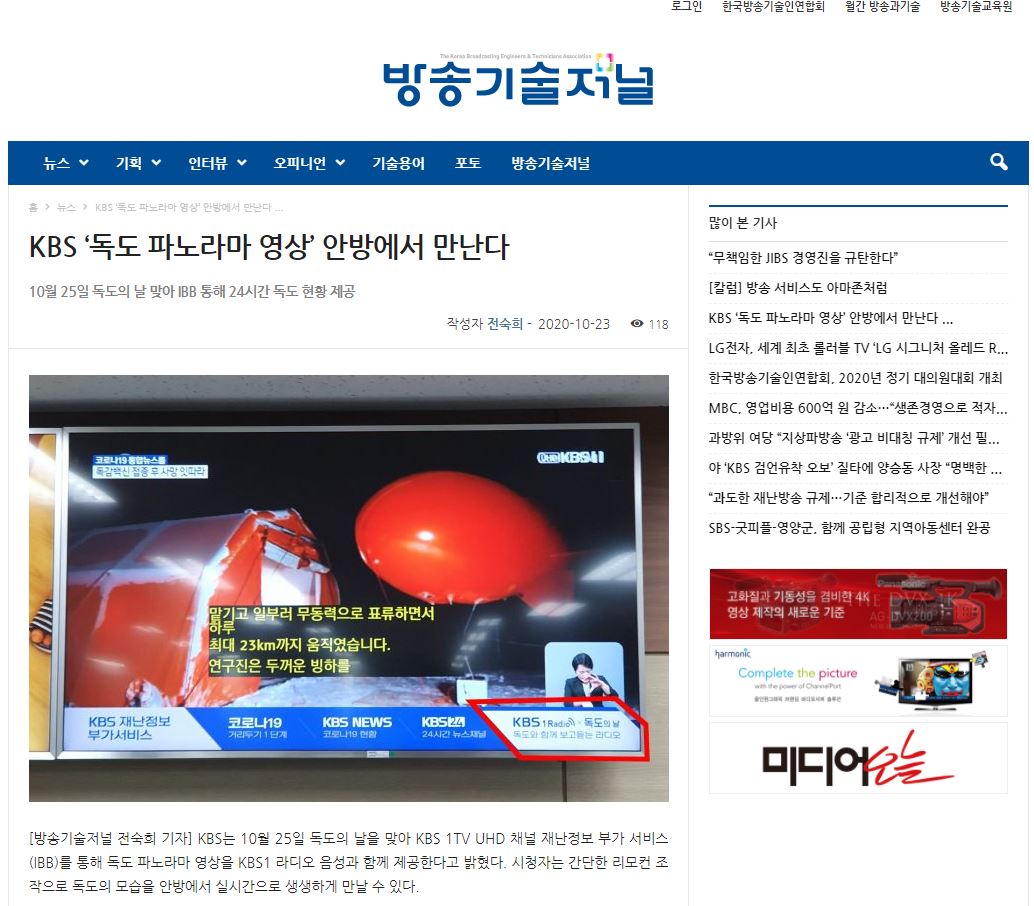 로그인 한국방송기술인연합회 월간 방송과기술 방송기술교육원
The Korea Broadcasting Engineers & Technicians Association
방송기술저널
뉴스 기획 인터뷰 오피니언 기술용어 포토 방송기술저널
홈 > 뉴스 > KBS ‘독도 파노라마 영상’ 안방에서 만난다 ...
KBS ‘독도 파노라마 영상’ 안방에서 만난다
10월 25일 독도의 날 맞아 IBB 통해 24시간 독도 현황 제공
작성자 전숙희 - 2020-10-23 118
코로나19 통합뉴스룸
독감백신 접종 후 사망 잇따라
UHD KBS1
맡기고 일부러 무동력으로 표류하면서
하루
최대 23km까지 움직였습니다.
연구진은 두꺼운 빙하를
KBS 재난정보
부가서비스
코로나19
거리두기 1단계
KBS NEWS
코로나19 현황
KBS24
24시간 뉴스채널
KBS 1 Radio × 독도의 날
독도와 함께 보고듣는 라디오
[방송기술저널 전숙희 기자] KBS는 10월 25일 독도의 날을 맞아 KBS 1TV UHD 채널 재난정보 부가 서비스
(IBB)를 통해 독도 파노라마 영상을 KBS1 라디오 음성과 함께 제공한다고 밝혔다. 시청자는 간단한 리모컨 조
작으로 독도의 모습을 안방에서 실시간으로 생생하게 만날 수 있다.
많이 본 기사
“무책임한 JIBS 경영진을 규탄한다”
[칼럼] 방송 서비스도 아마존처럼
KBS ‘독도 파노라마 영상’ 안방에서 만난다 ...
LG전자, 세계 최초 롤러블 TV ‘LG 시그니처 올레드 R...
한국방송기술인연합회, 2020년 정기 대의원대회 개최
MBC, 영업비용 600억 원 감소…“생존경영으로 적자...
과방위 여당 “지상파방송 ‘광고 비대칭 규제’ 개선 필...
야 ‘KBS 검언유착 오보’ 질타에 양승동 사장 “명백한 ...
“과도한 재난방송 규제…기준 합리적으로 개선해야”
SBS-굿피플-영양군, 함께 공립형 지역아동센터 완공
고화질과 기동성을 겸비한 4K
영상 제작의 새로운 기준
Panasonic
THE DVX 4K
AG-DVX200
harmonic
Complete the picture
with the power of ChannelPort
미디어오늘